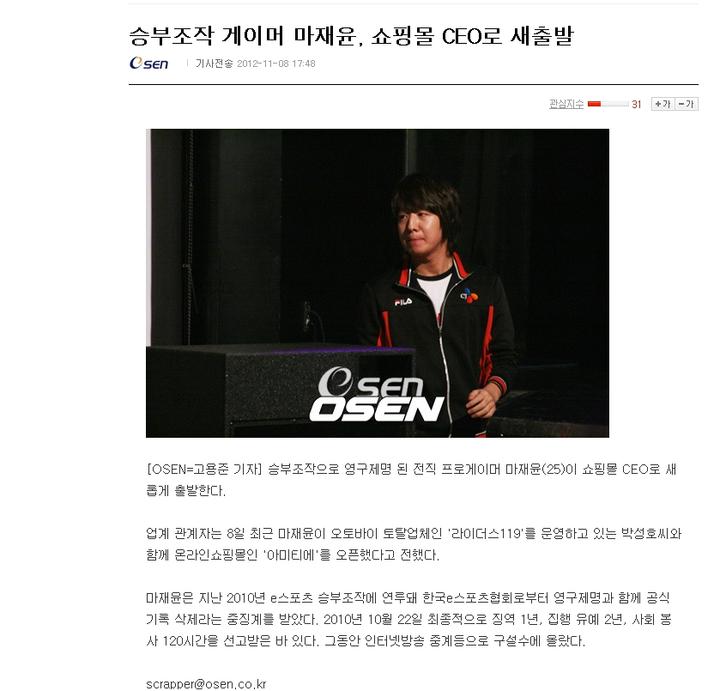 승부조작 게이머 마재윤, 쇼핑몰 CEO로 새출발
OSEN | 기사전송 2012-11-08 17:48
관심지수 31 +가 -가
FILA CJ
OSEN
OSEN
[OSEN=고용준 기자] 승부조작으로 영구제명 된 전직 프로게이머 마재윤(25)이 쇼핑몰 CEO로 새
롭게 출발한다.
업계 관계자는 8일 최근 마재윤이 오토바이 토탈업체인 '라이더스119'를 운영하고 있는 박성호씨와
함께 온라인쇼핑몰인 '아미티에'를 오픈했다고 전했다.
마재윤은 지난 2010년 e스포츠 승부조작에 연루돼 한국e스포츠협회로부터 영구제명과 함께 공식
기록 삭제라는 중징계를 받았다. 2010년 10월 22일 최종적으로 징역 1년, 집행 유예 2년, 사회 봉
사 120시간을 선고받은 바 있다. 그동안 인터넷방송 중계등으로 구설수에 올랐다.
scrapper@osen.co.kr